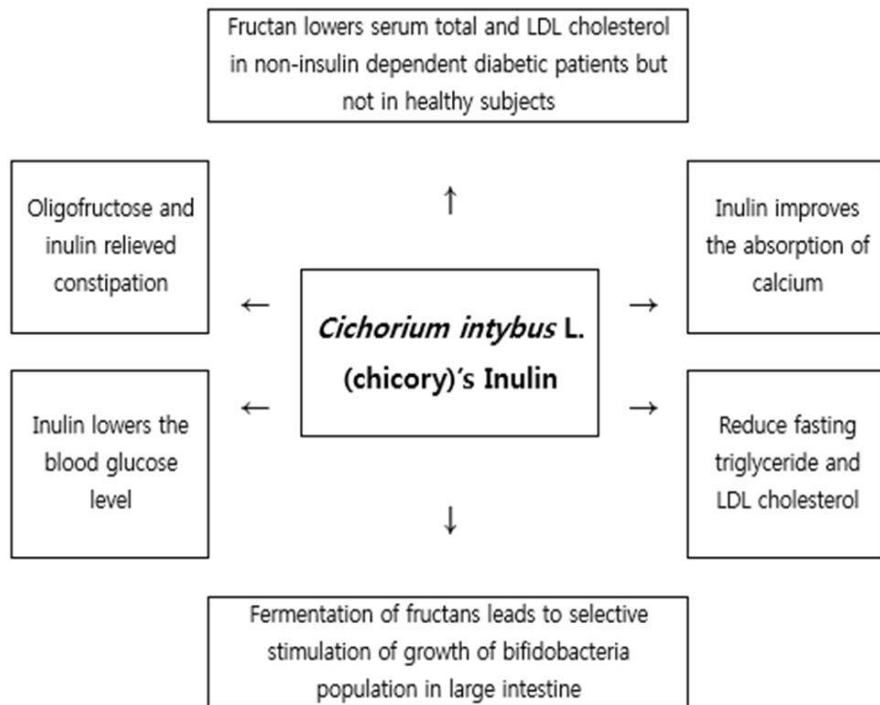 Fructan lowers serum total and LDL cholesterol
in non-insulin dependent diabetic patients but
not in healthy subjects
Oligofructose and
inulin relieved
constipation
↑
Inulin improves
the absorption of
calcium
←
Cichorium intybus L.
(chicory)'s Inulin
→
Inulin lowers the
blood glucose
level
←
→
Reduce fasting
triglyceride and
LDL cholesterol
↓
Fermentation of fructans leads to selective
stimulation of growth of bifidobacteria
population in large intestine